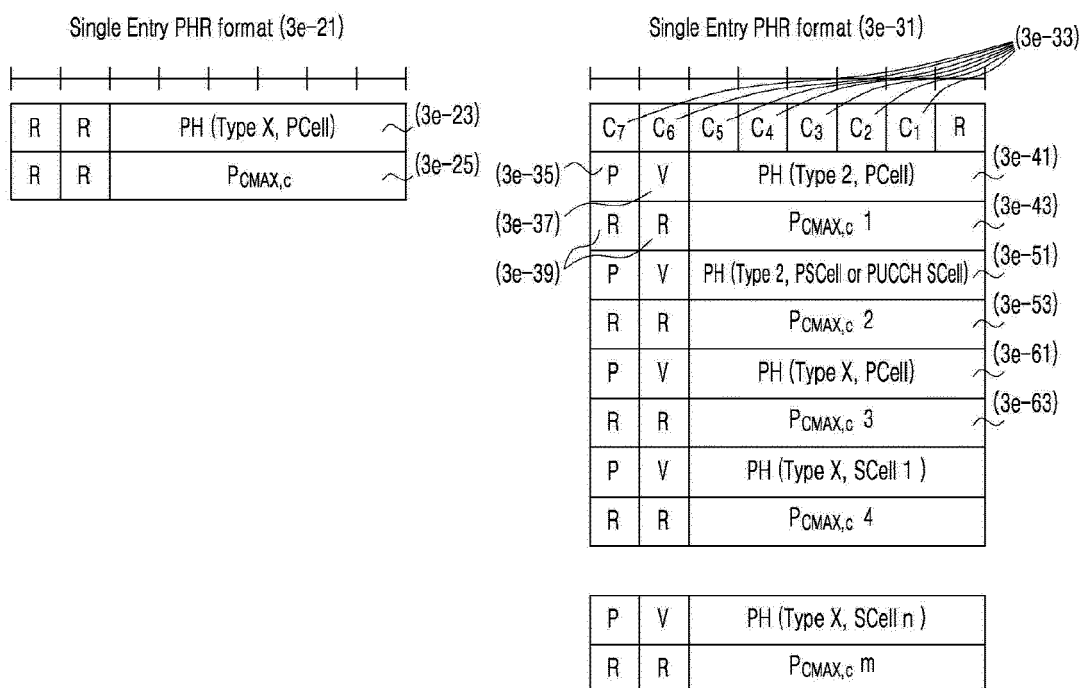 Single Entry PHR format (3e-21)
R R PH (Type X, PCell) (3e-23)
R R PCMAX,c (3e-25)
Single Entry PHR format (3e-31)
(3e-33)
C7 C6 C5 C4 C3 C2 C1 R
(3e-35) P V PH (Type 2, PCell) (3e-41)
(3e-37) R R PCMAX,c 1 (3e-43)
(3e-39) P V PH (Type 2, PSCell or PUCCH SCell) (3e-51)
R R PCMAX,c 2 (3e-53)
P V PH (Type X, PCell) (3e-61)
R R PCMAX,c 3 (3e-63)
P V PH (Type X, SCell 1 )
R R PCMAX,c 4
P V PH (Type X, SCell n )
R R PCMAX,c m